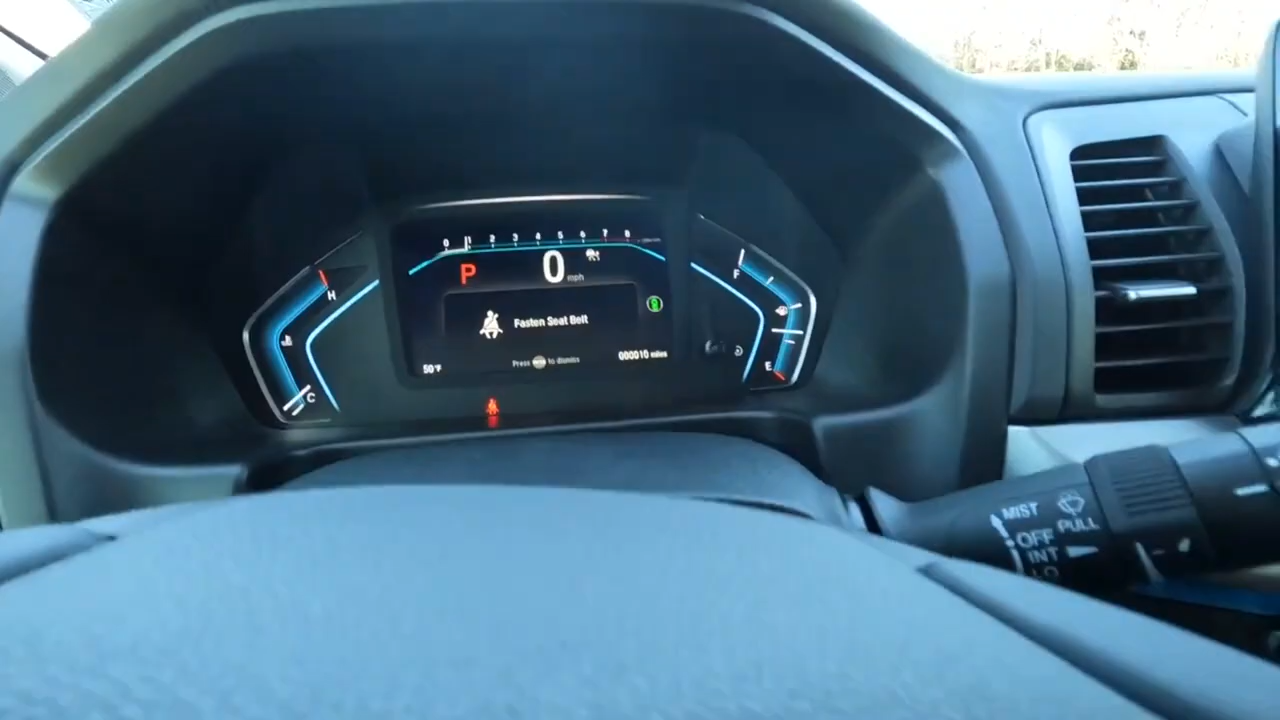 0 1 2 3 4 5 6 7 8
P 0 mph
H
F
Fasten Seat Belt
Press to dismiss
50°F
000010 miles
C
E
MIST
PULL
OFF
INT
LO